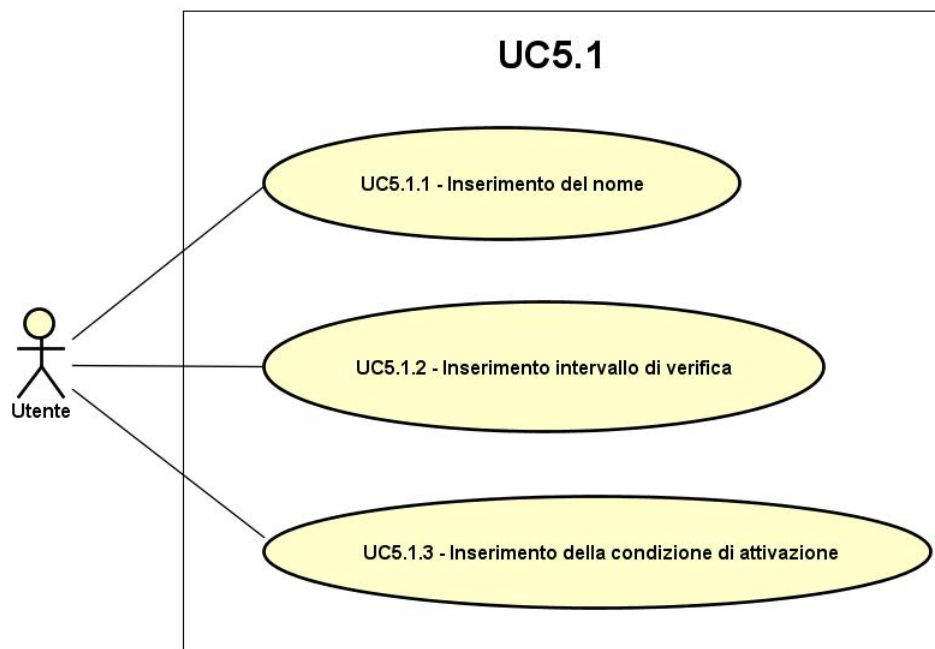 UC5.1
UC5.1.1 - Inserimento del nome
UC5.1.2 - Inserimento intervallo di verifica
Utente
UC5.1.3 - Inserimento della condizione di attivazione